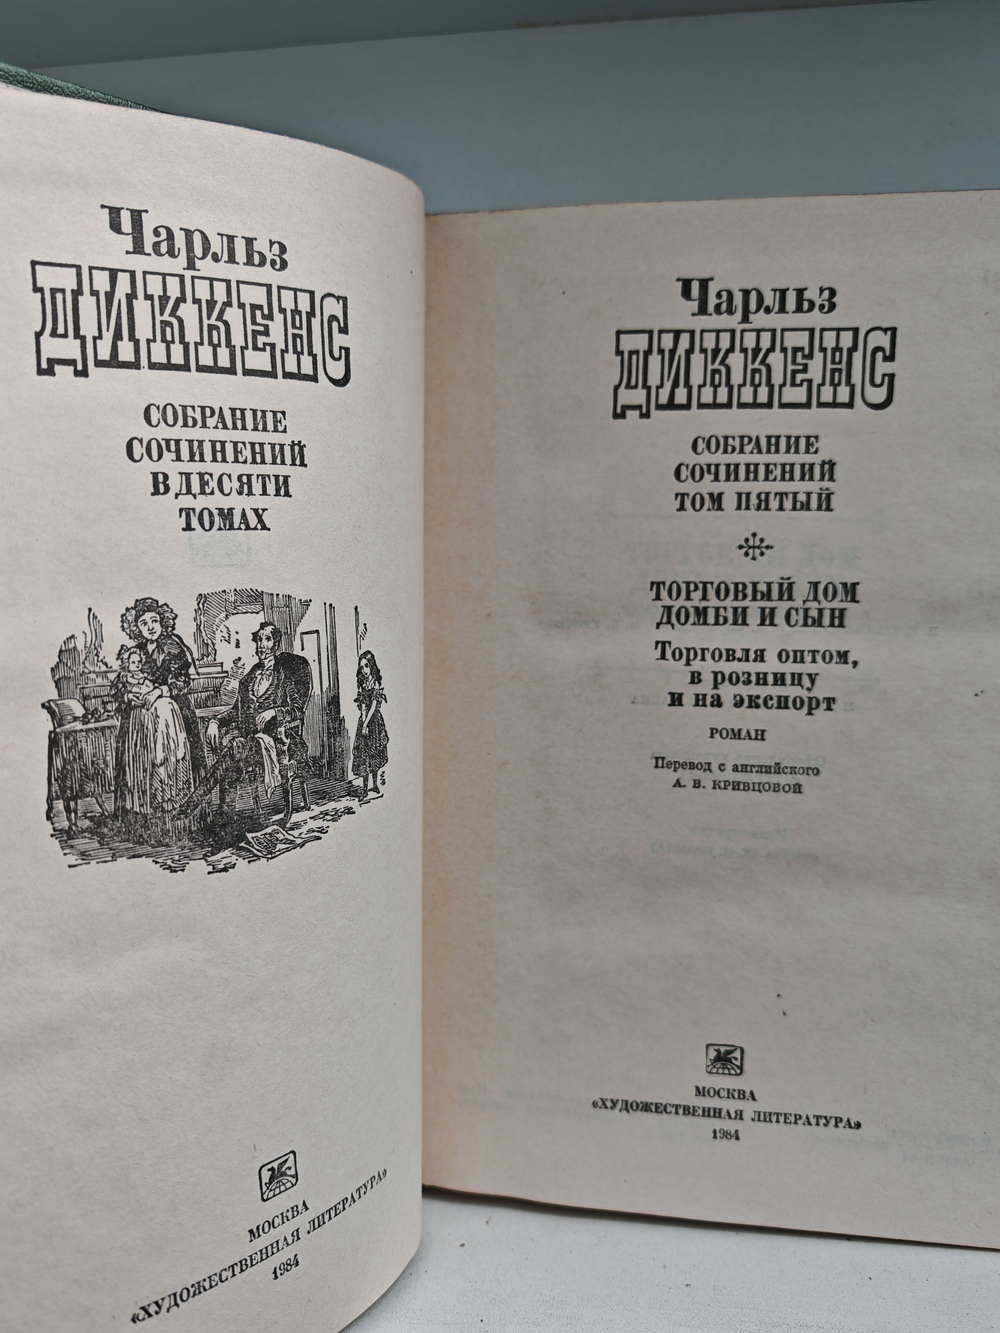 Чарльз
ДИККЕНС
СОБРАНИЕ
СОЧИНЕНИЙ
В ДЕСЯТИ
ТОМАХ
МОСКВА
«ХУДОЖЕСТВЕННАЯ ЛИТЕРАТУРА»
1984
Чарльз
ДИККЕНС
СОБРАНИЕ
СОЧИНЕНИЙ
ТОМ ПЯТЫЙ
ТОРГОВЫЙ ДОМ
ДОМБИ И СЫН
Торговля оптом,
в розницу
и на экспорт
РОМАН
Перевод с английского
А. В. КРИВЦОВОЙ
МОСКВА
«ХУДОЖЕСТВЕННАЯ ЛИТЕРАТУРА»
1984